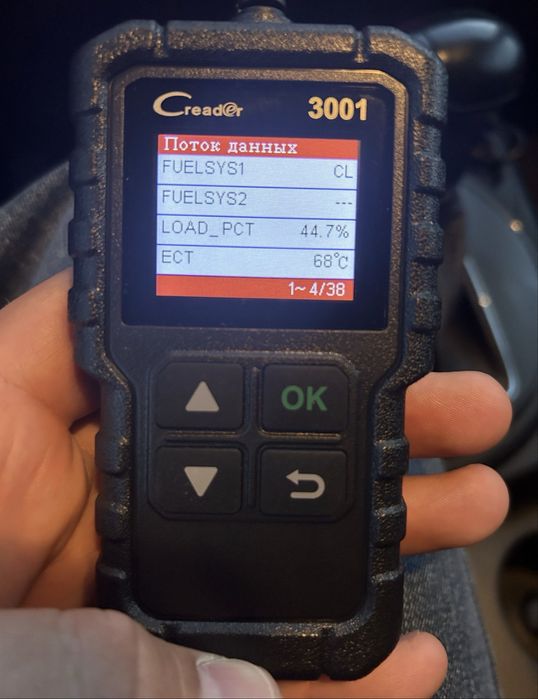 Creader 3001
Поток данных
FUELSYS1 CL
FUELSYS2 ---
LOAD_PCT 44.7%
ECT 68℃
1~ 4/38
OK